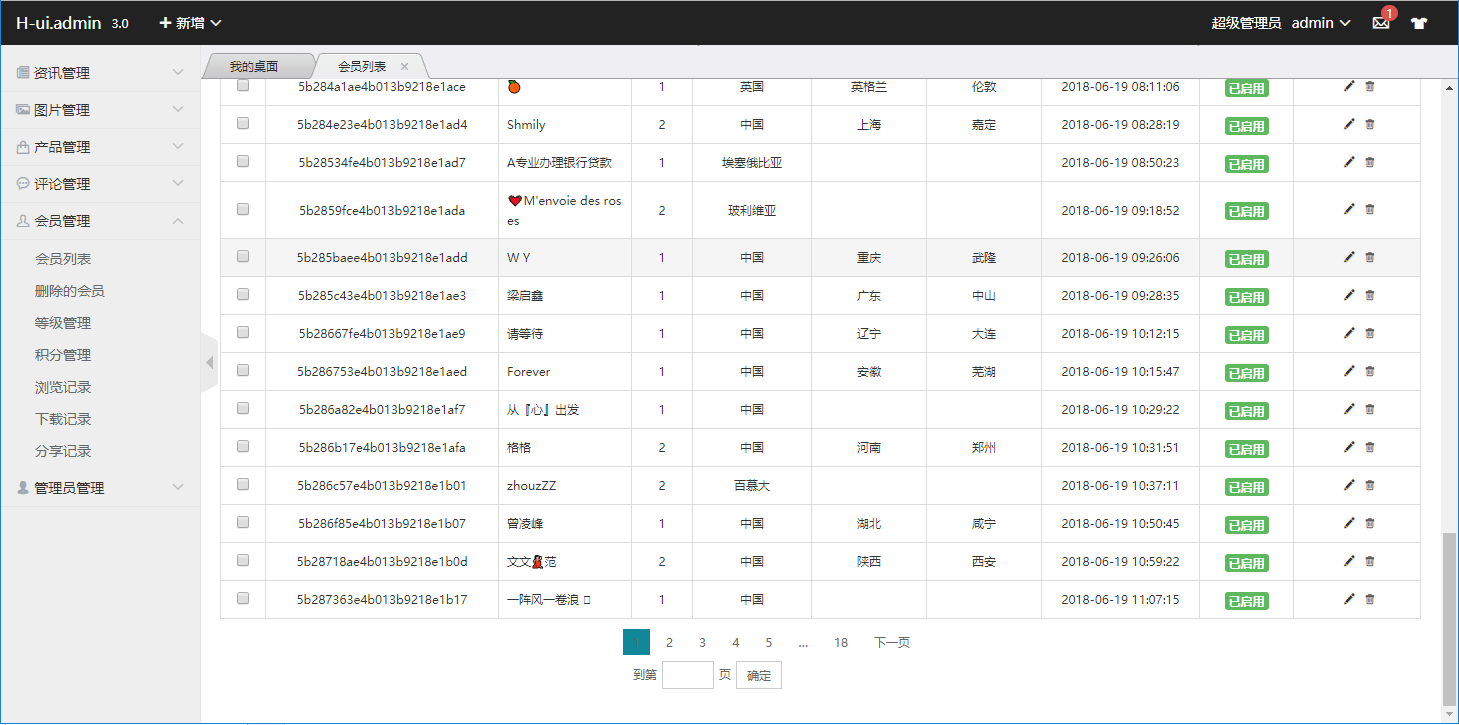 H-ui.admin 3.0 新增 超级管理员 admin 1
资讯管理
图片管理
产品管理
评论管理
会员管理
会员列表
删除的会员
等级管理
积分管理
浏览记录
下载记录
分享记录
管理员管理
我的桌面 会员列表
5b284a1ae4b013b9218e1ace 🍊 1 英国 英格兰 伦敦 2018-06-19 08:11:06 已启用
5b284e23e4b013b9218e1ad4 Shmily 2 中国 上海 嘉定 2018-06-19 08:28:19 已启用
5b28534fe4b013b9218e1ad7 A专业办理银行贷款 1 埃塞俄比亚 2018-06-19 08:50:23 已启用
5b2859fce4b013b9218e1ada ❤M'envoie des ros
es 2 玻利维亚 2018-06-19 09:18:52 已启用
5b285baee4b013b9218e1add W Y 1 中国 重庆 武隆 2018-06-19 09:26:06 已启用
5b285c43e4b013b9218e1ae3 梁启鑫 1 中国 广东 中山 2018-06-19 09:28:35 已启用
5b28667fe4b013b9218e1ae9 请等待 1 中国 辽宁 大连 2018-06-19 10:12:15 已启用
5b286753e4b013b9218e1aed Forever 1 中国 安徽 芜湖 2018-06-19 10:15:47 已启用
5b286a82e4b013b9218e1af7 从『心』出发 1 中国 2018-06-19 10:29:22 已启用
5b286b17e4b013b9218e1afa 格格 2 中国 河南 郑州 2018-06-19 10:31:51 已启用
5b286c57e4b013b9218e1b01 zhouzZZ 2 百慕大 2018-06-19 10:37:11 已启用
5b286f85e4b013b9218e1b07 曾凌峰 1 中国 湖北 咸宁 2018-06-19 10:50:45 已启用
5b28718ae4b013b9218e1b0d 文文💃范 2 中国 陕西 西安 2018-06-19 10:59:22 已启用
5b287363e4b013b9218e1b17 一阵风一卷浪 1 中国 2018-06-19 11:07:15 已启用
1 2 3 4 5 … 18 下一页
到第 页 确定